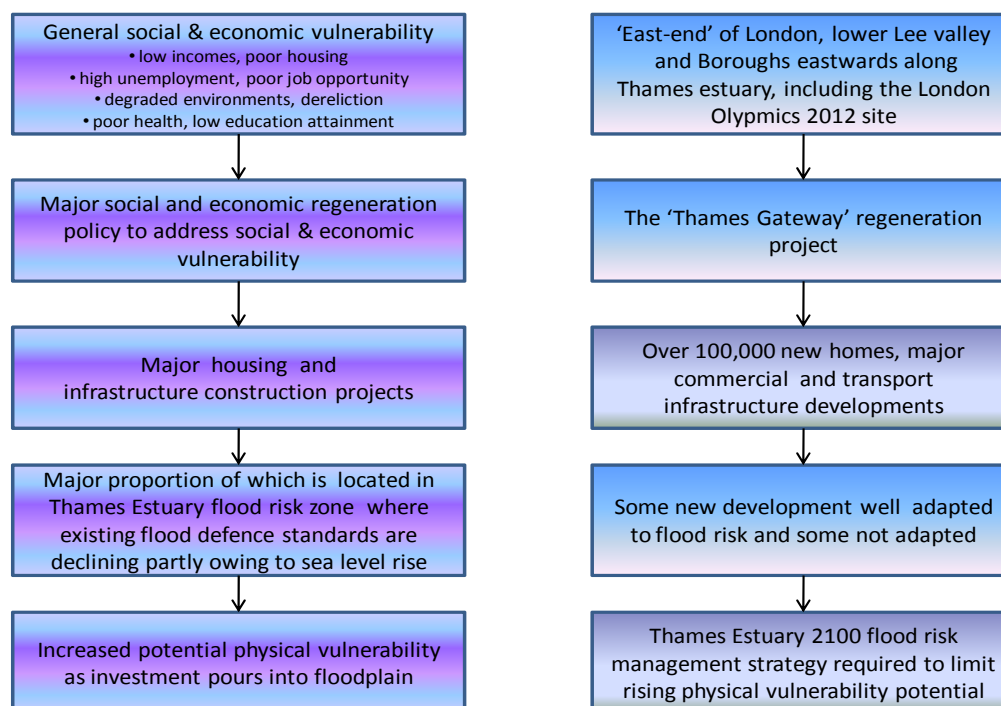 General social & economic vulnerability
• low incomes, poor housing
• high unemployment, poor job opportunity
• degraded environments, dereliction
• poor health, low education attainment
Major social and economic regeneration
policy to address social & economic
vulnerability
Major housing and
infrastructure construction projects
Major proportion of which is located in
Thames Estuary flood risk zone where
existing flood defence standards are
declining partly owing to sea level rise
Increased potential physical vulnerability
as investment pours into floodplain
‘East-end’ of London, lower Lee valley
and Boroughs eastwards along
Thames estuary, including the London
Olypmics 2012 site
The ‘Thames Gateway’ regeneration
project
Over 100,000 new homes, major
commercial and transport
infrastructure developments
Some new development well adapted
to flood risk and some not adapted
Thames Estuary 2100 flood risk
management strategy required to limit
rising physical vulnerability potential